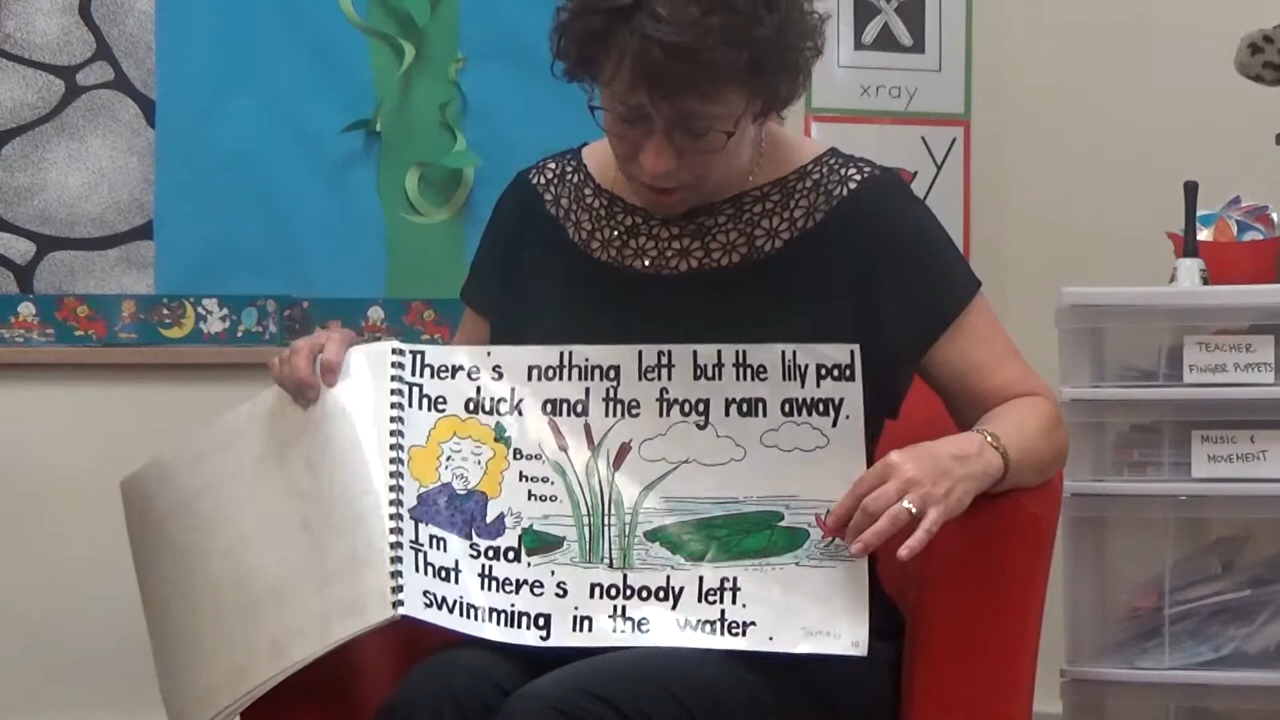 xray
y
TEACHER
FINGER PUPPETS
MUSIC &
MOVEMENT
There's nothing left but the lily pad
The duck and the frog ran away.
Boo,
hoo,
hoo.
I'm sad,
That there's nobody left.
swimming in the water.
10